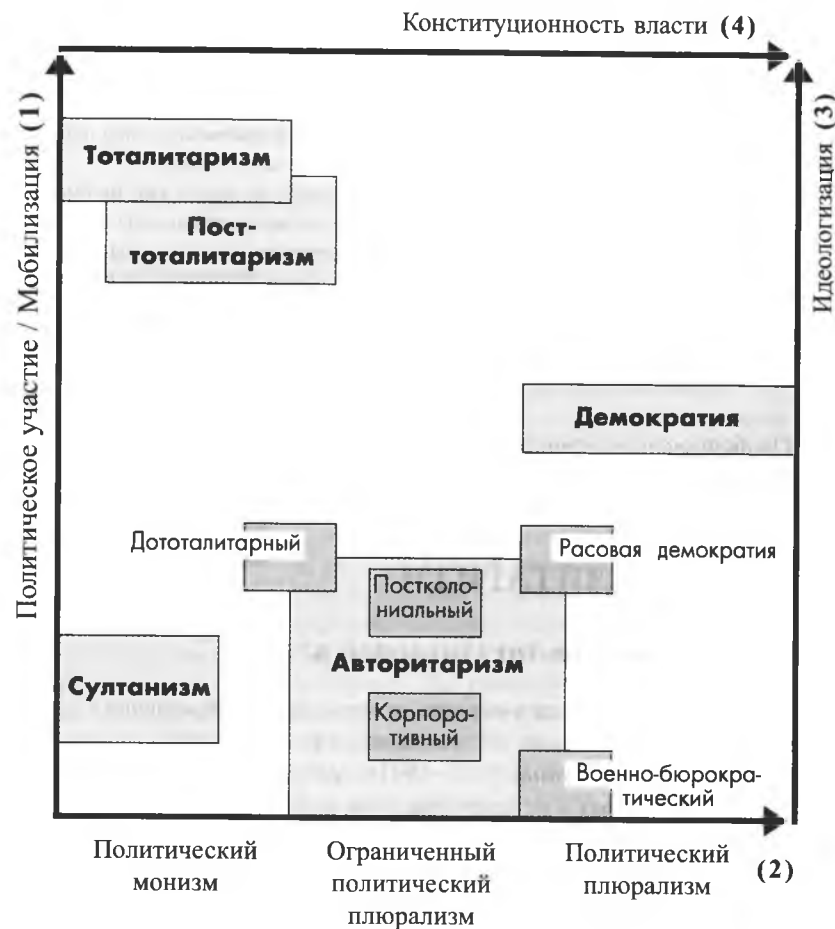 Конституционность власти (4)
Политическое участие / Мобилизация (1)
Идеологизация (3)
Тоталитаризм
Пост-
тоталитаризм
Демократия
Дототалитарный
Расовая демократия
Постколо-
ниальный
Авторитаризм
Султанизм
Корпора-
тивный
Военно-бюрокра-
тический
Политический
монизм
Ограниченный
политический
плюрализм
Политический
плюрализм
(2)